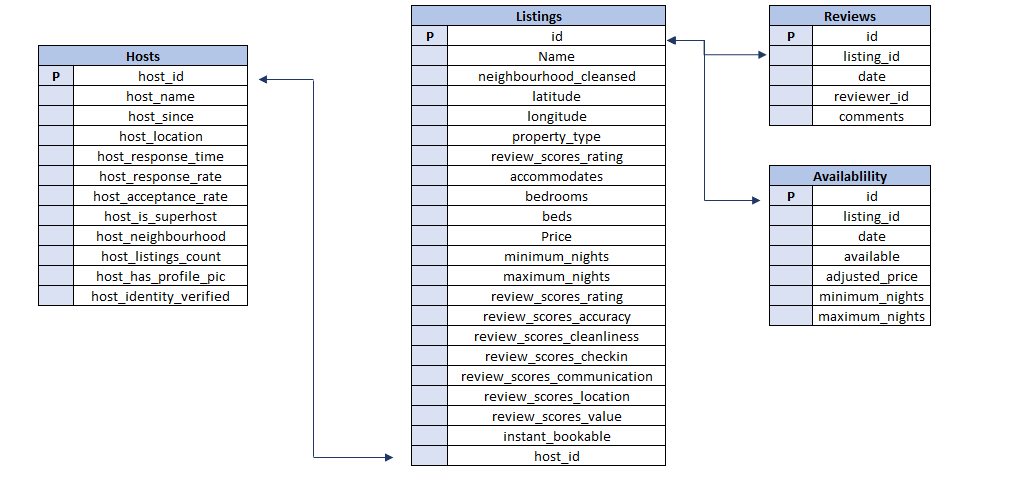 Hosts
P host_id
host_name
host_since
host_location
host_response_time
host_response_rate
host_acceptance_rate
host_is_superhost
host_neighbourhood
host_listings_count
host_has_profile_pic
host_identity_verified
Listings
P id
Name
neighbourhood_cleansed
latitude
longitude
property_type
review_scores_rating
accommodates
bedrooms
beds
Price
minimum_nights
maximum_nights
review_scores_rating
review_scores_accuracy
review_scores_cleanliness
review_scores_checkin
review_scores_communication
review_scores_location
review_scores_value
instant_bookable
host_id
Reviews
P id
listing_id
date
reviewer_id
comments
Availablility
P id
listing_id
date
available
adjusted_price
minimum_nights
maximum_nights